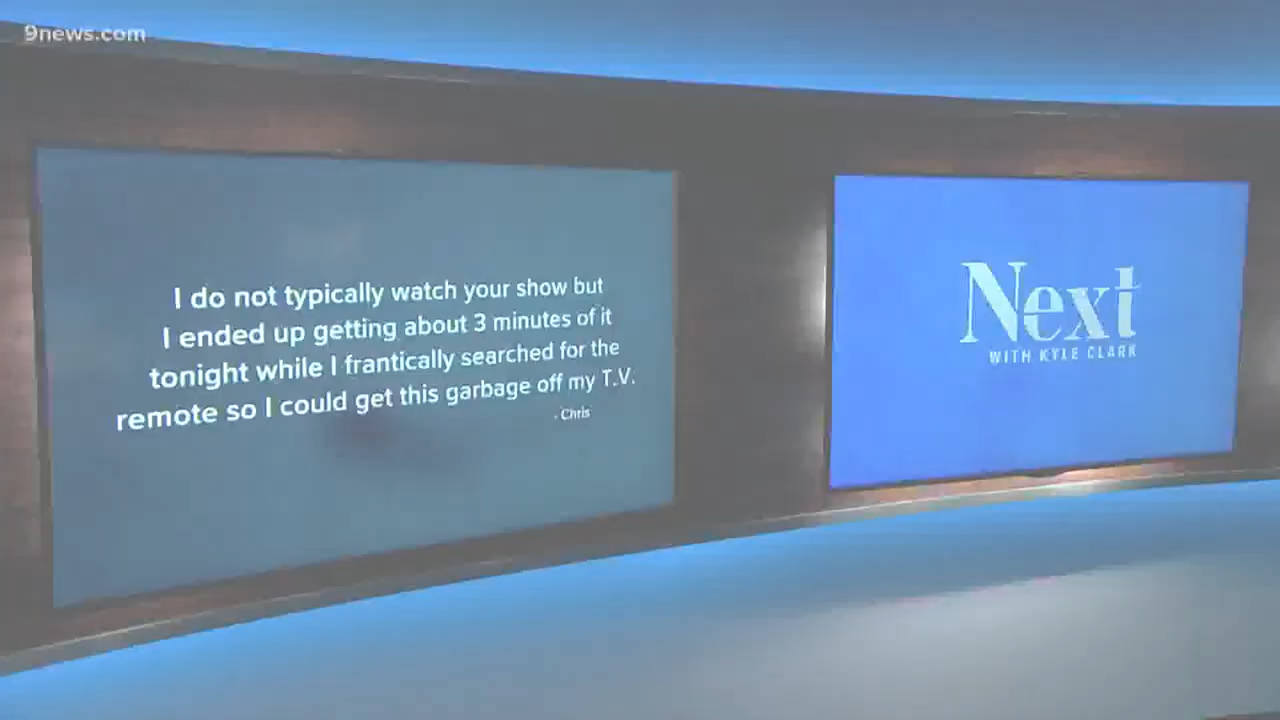 9news.com
I do not typically watch your show but
I ended up getting about 3 minutes of it
tonight while I frantically searched for the
remote so I could get this garbage off my T.V.
- Chris
Next
WITH KYLE CLARK